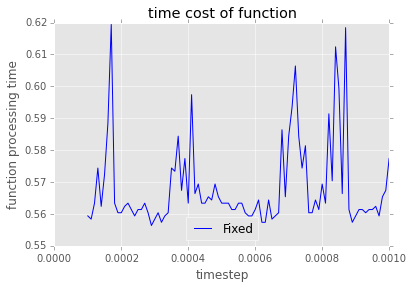 time cost of function
function processing time
0.62
0.61
0.60
0.59
0.58
0.57
0.56
0.55
Fixed
0.0000 0.0002 0.0004 0.0006 0.0008 0.0010
timestep